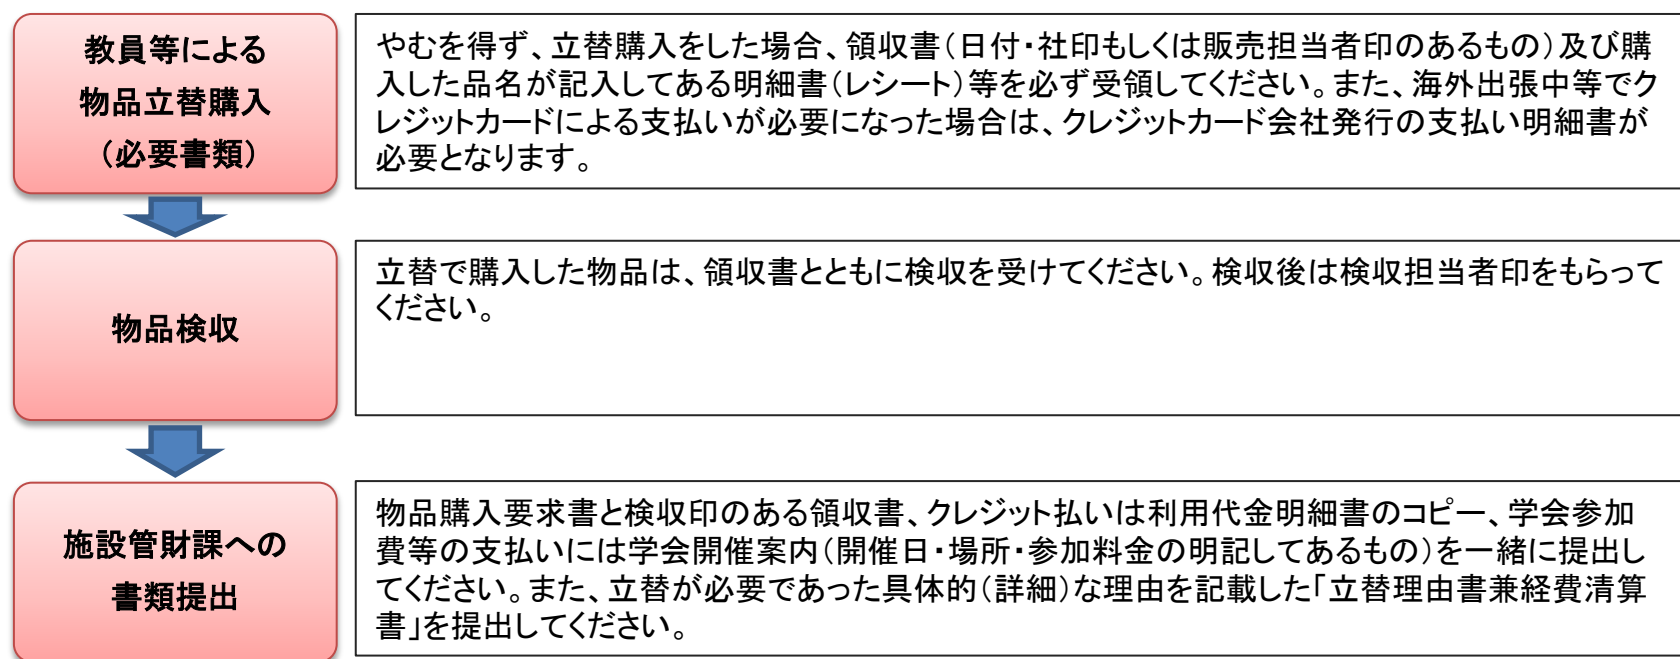 教員等による
物品立替購入
（必要書類）
やむを得ず、立替購入をした場合、領収書（日付・社印もしくは販売担当者印のあるもの）及び購
入した品名が記入してある明細書（レシート）等を必ず受領してください。また、海外出張中等でク
レジットカードによる支払いが必要になった場合は、クレジットカード会社発行の支払い明細書が
必要となります。
物品検収
立替で購入した物品は、領収書とともに検収を受けてください。検収後は検収担当者印をもらって
ください。
施設管財課への
書類提出
物品購入要求書と検収印のある領収書、クレジット払いは利用代金明細書のコピー、学会参加
費等の支払いには学会開催案内（開催日・場所・参加料金の明記してあるもの）を一緒に提出し
てください。また、立替が必要であった具体的（詳細）な理由を記載した「立替理由書兼経費清算
書」を提出してください。